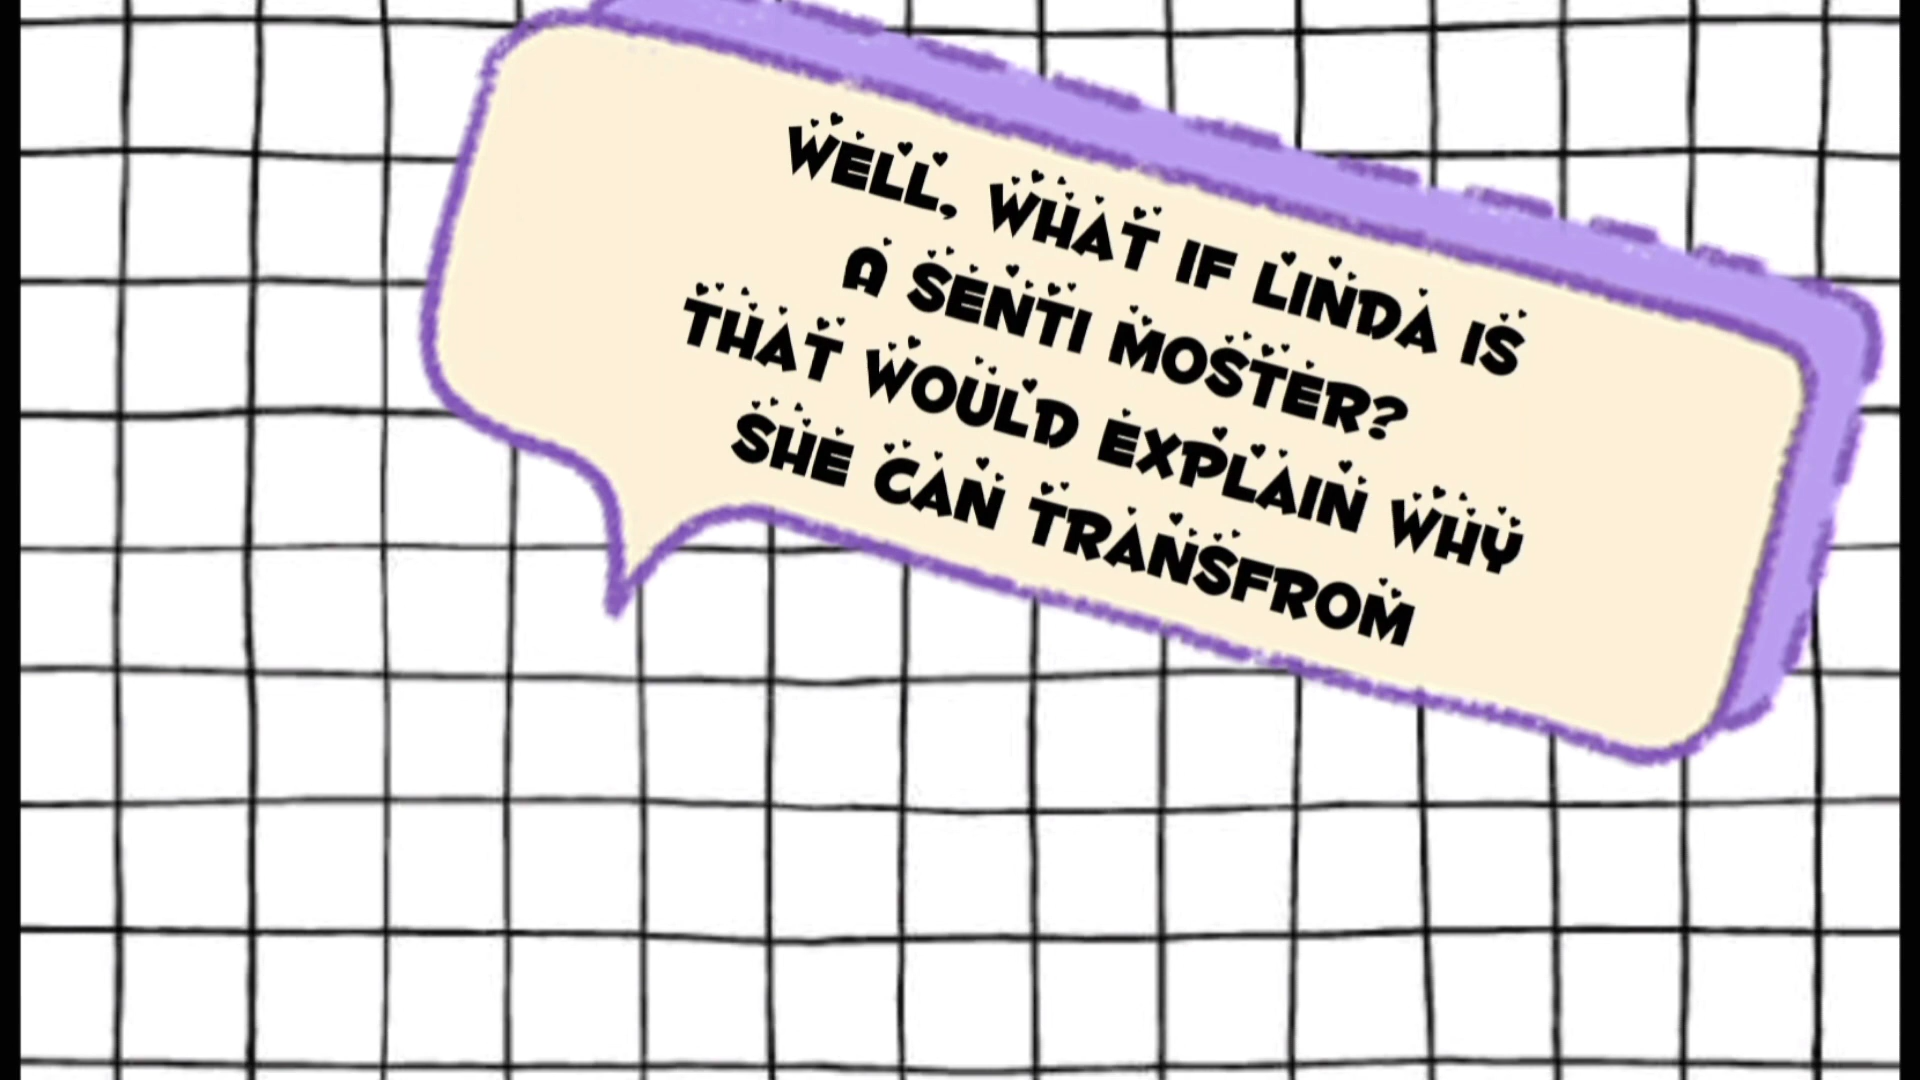 WELL, WHAT IF LINDA IS
A SENTI MOSTER?
THAT WOULD EXPLAIN WHY
SHE CAN TRANSFROM